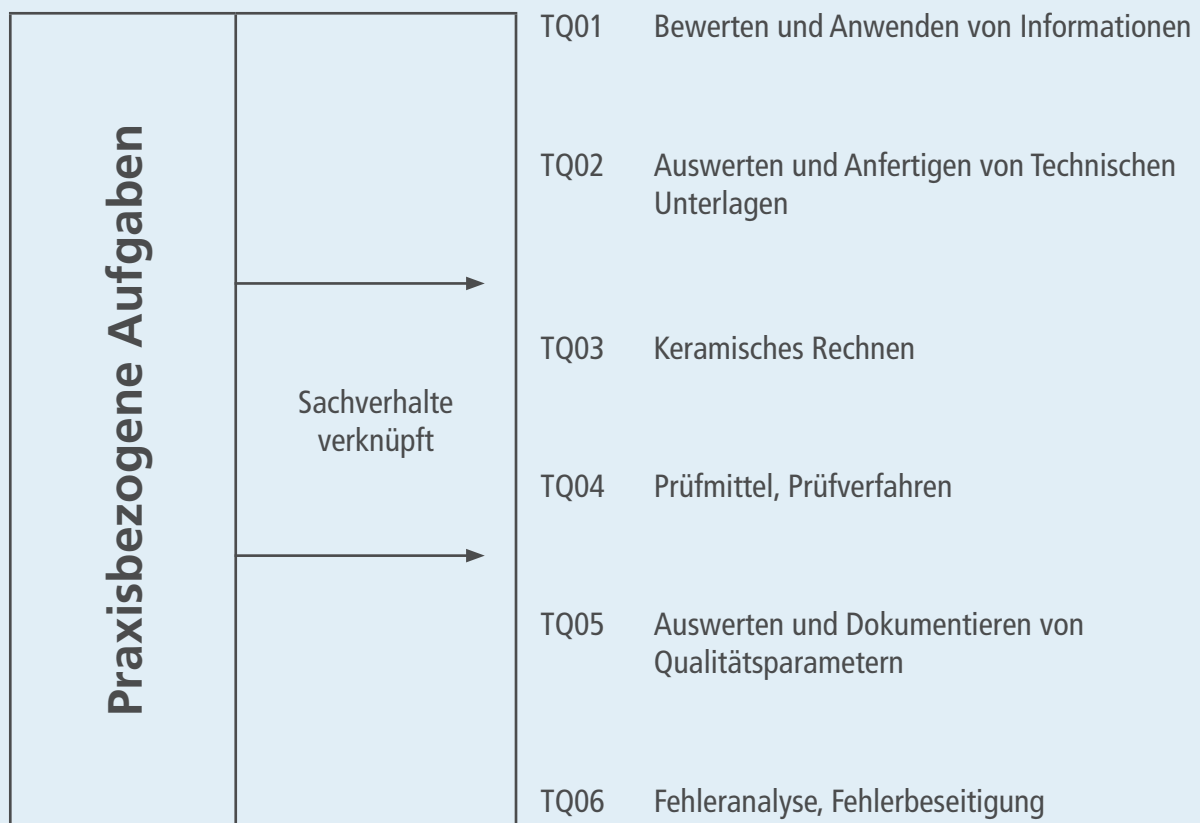 Praxisbezogene Aufgaben
Sachverhalte
verknüpft
TQ01 Bewerten und Anwenden von Informationen
TQ02 Auswerten und Anfertigen von Technischen
Unterlagen
TQ03 Keramisches Rechnen
TQ04 Prüfmittel, Prüfverfahren
TQ05 Auswerten und Dokumentieren von
Qualitätsparametern
TQ06 Fehleranalyse, Fehlerbeseitigung